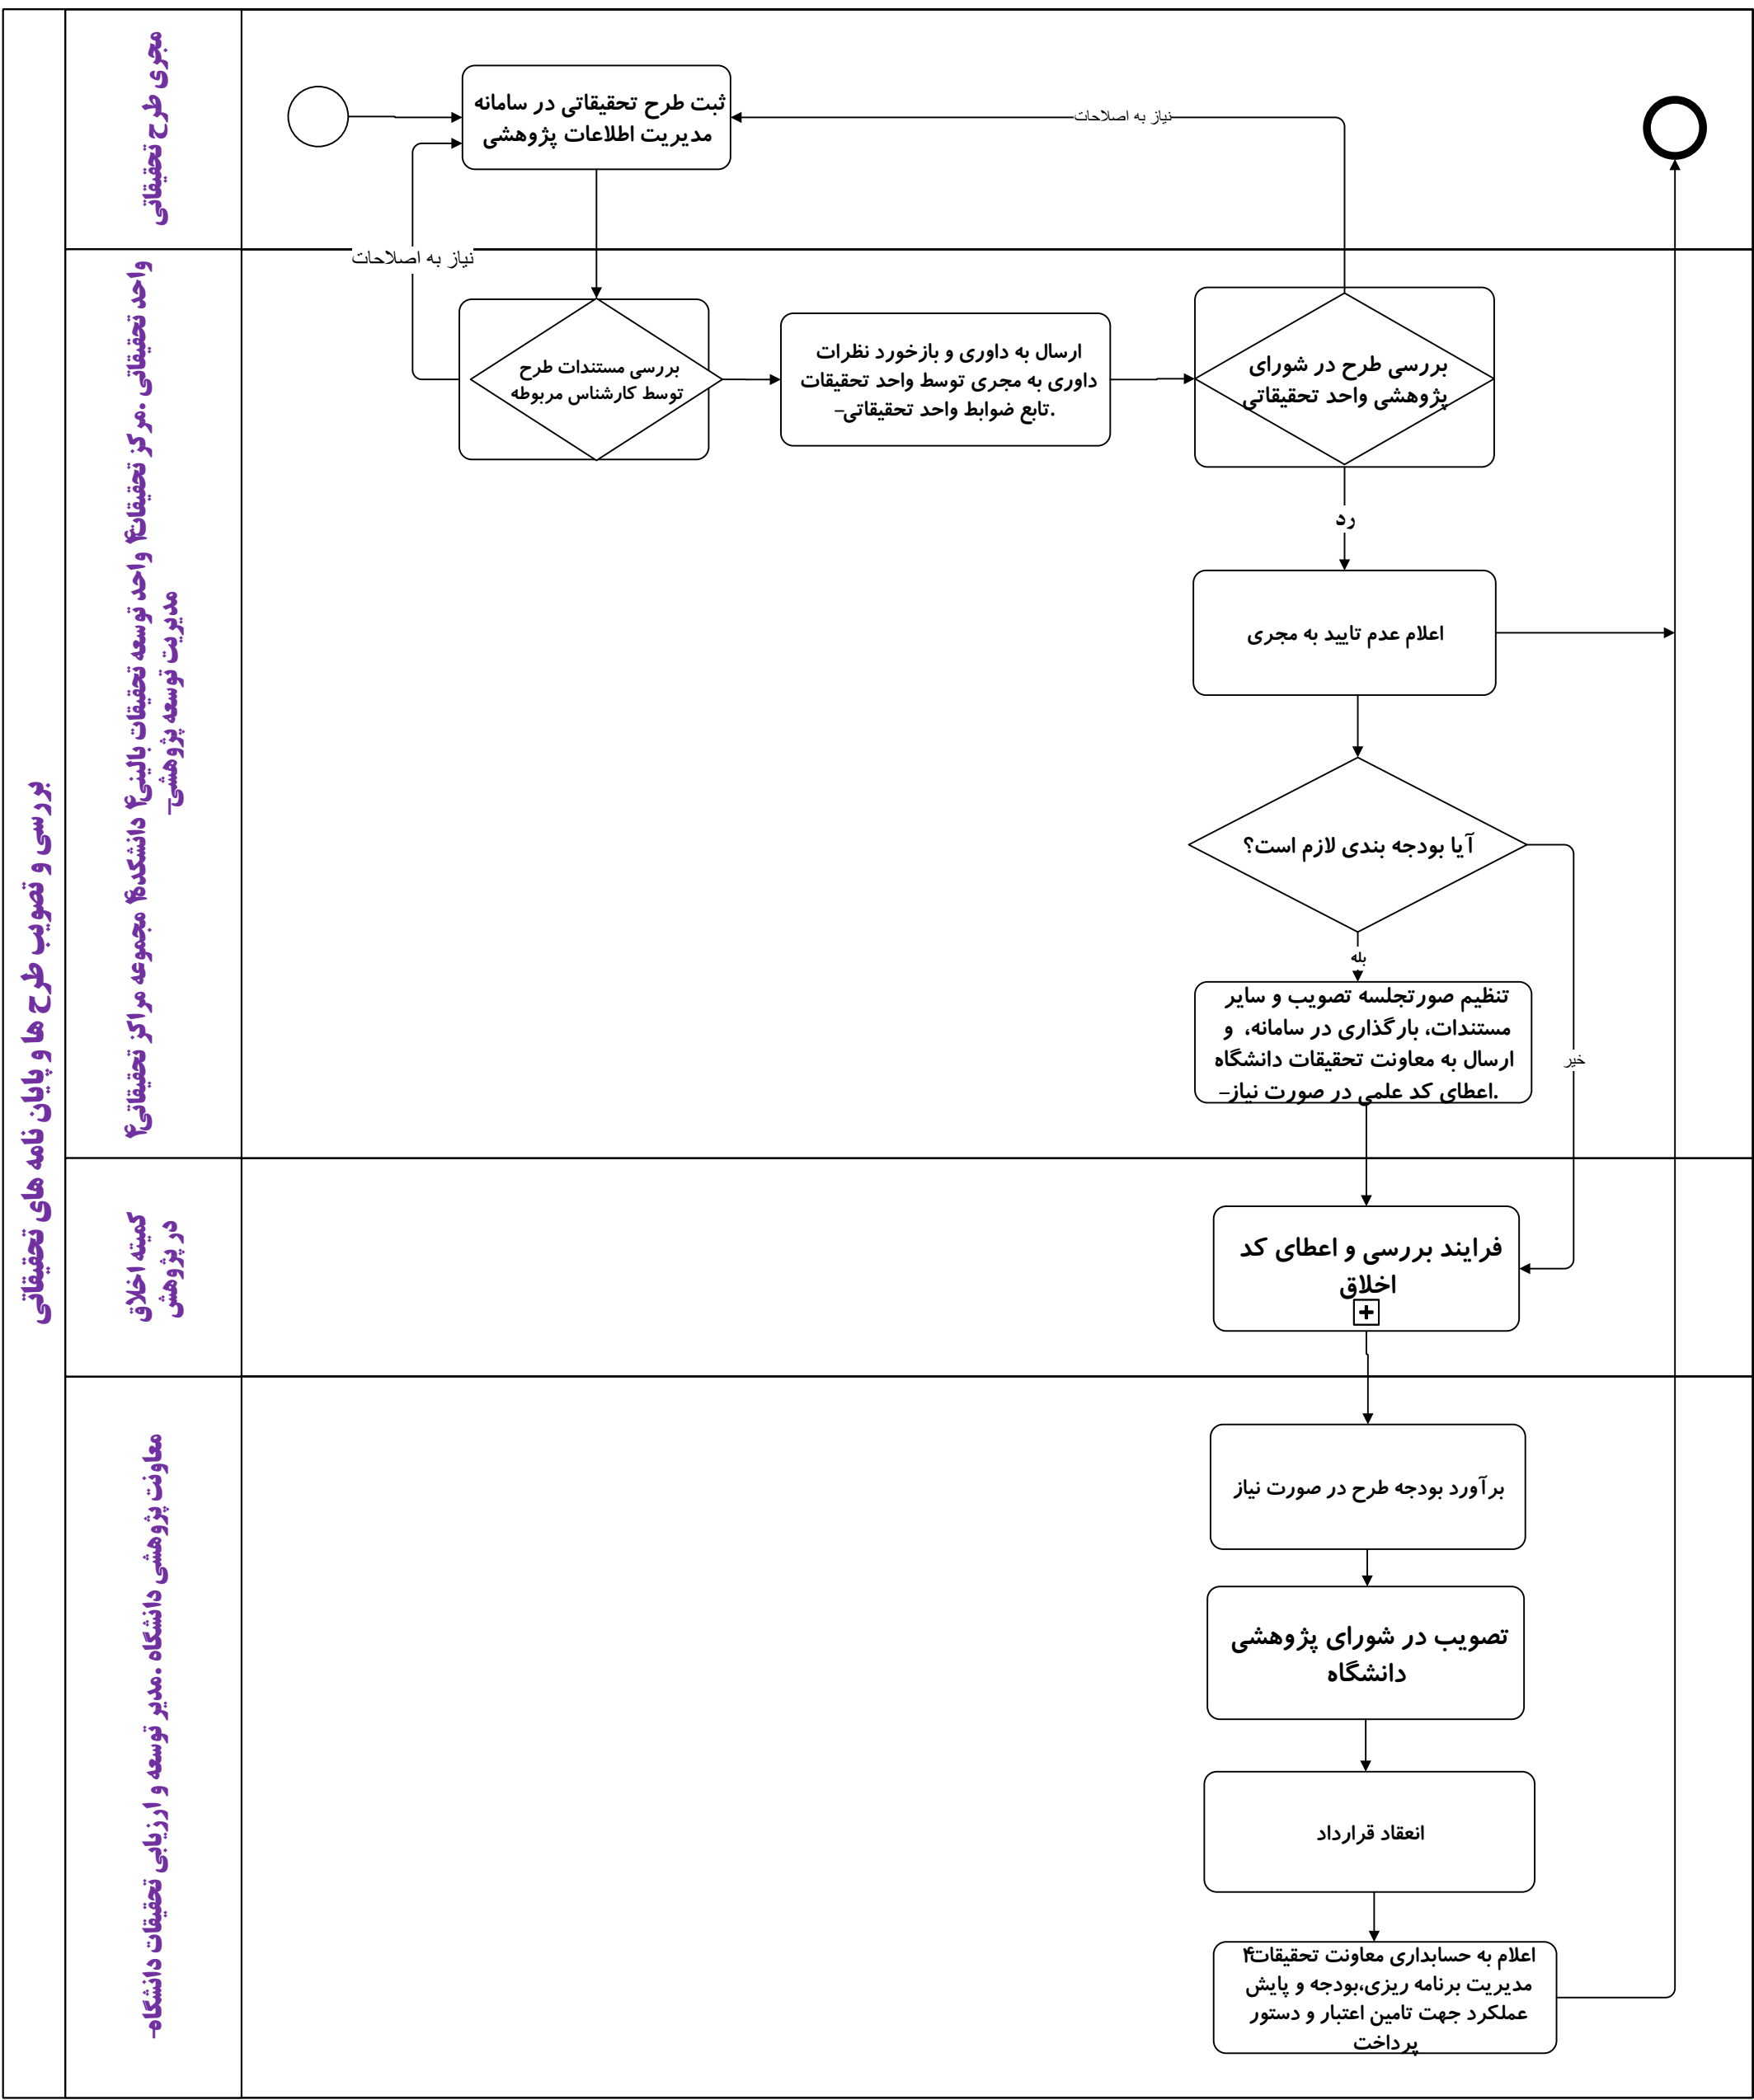 بررسی و تصویب طرح ها و پایان نامه های تحقیقاتی
مجری طرح تحقیقاتی
ثبت طرح تحقیقاتی در سامانه
مدیریت اطلاعات پژوهشی
نیاز به اصلاحات
نیاز به اصلاحات
واحد تحقیقاتی .مرکز تحقیقات۴ واحد توسعه تحقیقات بالینی۴ دانشکده۴ مجموعه مراکز تحقیقاتی۴
مدیریت توسعه پژوهشی–
بررسی مستندات طرح
توسط کارشناس مربوطه
ارسال به داوری و بازخورد نظرات
داوری به مجری توسط واحد تحقیقات
.تابع ضوابط واحد تحقیقاتی–
بررسی طرح در شورای
پژوهشی واحد تحقیقاتی
رد
اعلام عدم تایید به مجری
آیا بودجه بندی لازم است؟
بله
خیر
تنظیم صورتجلسه تصویب و سایر
مستندات، بارگذاری در سامانه، و
ارسال به معاونت تحقیقات دانشگاه
.اعطای کد علمی در صورت نیاز–
کمیته اخلاق
در پژوهش
فرایند بررسی و اعطای کد
اخلاق
معاونت پژوهشی دانشگاه .مدیر توسعه و ارزیابی تحقیقات دانشگاه–
برآورد بودجه طرح در صورت نیاز
تصویب در شورای پژوهشی
دانشگاه
انعقاد قرارداد
اعلام به حسابداری معاونت تحقیقات۴
مدیریت برنامه ریزی،بودجه و پایش
عملکرد جهت تامین اعتبار و دستور
پرداخت